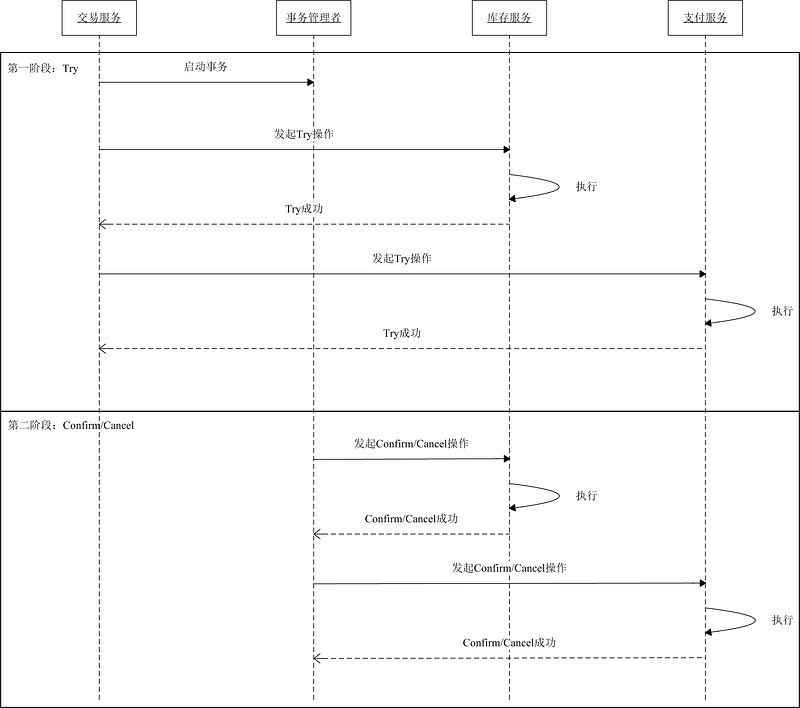 交易服务
事务管理者
库存服务
支付服务
第一阶段：Try
启动事务
发起Try操作
执行
Try成功
发起Try操作
执行
Try成功
第二阶段：Confirm/Cancel
发起Confirm/Cancel操作
执行
Confirm/Cancel成功
发起Confirm/Cancel操作
执行
Confirm/Cancel成功